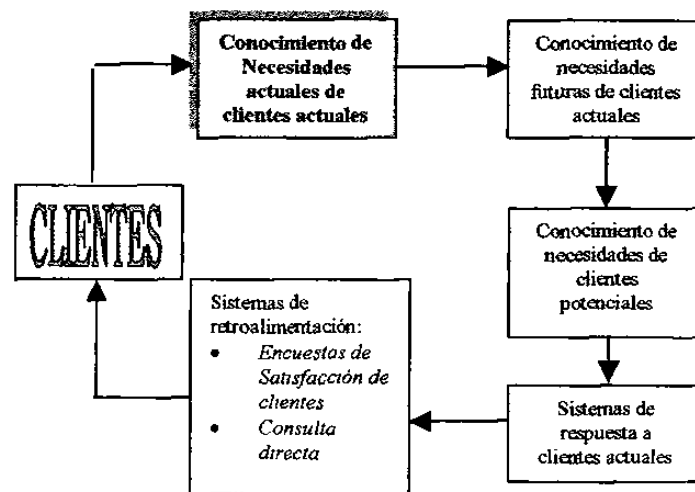 Conocimiento de
Necesidades
actuales de
clientes actuales
Conocimiento de
necesidades
futuras de clientes
actuales
CLIENTES
Conocimiento de
necesidades de
clientes
potenciales
Sistemas de
retroalimentación:
• Encuestas de
Satisfacción de
clientes
• Consulta
directa
Sistemas de
respuesta a
clientes actuales